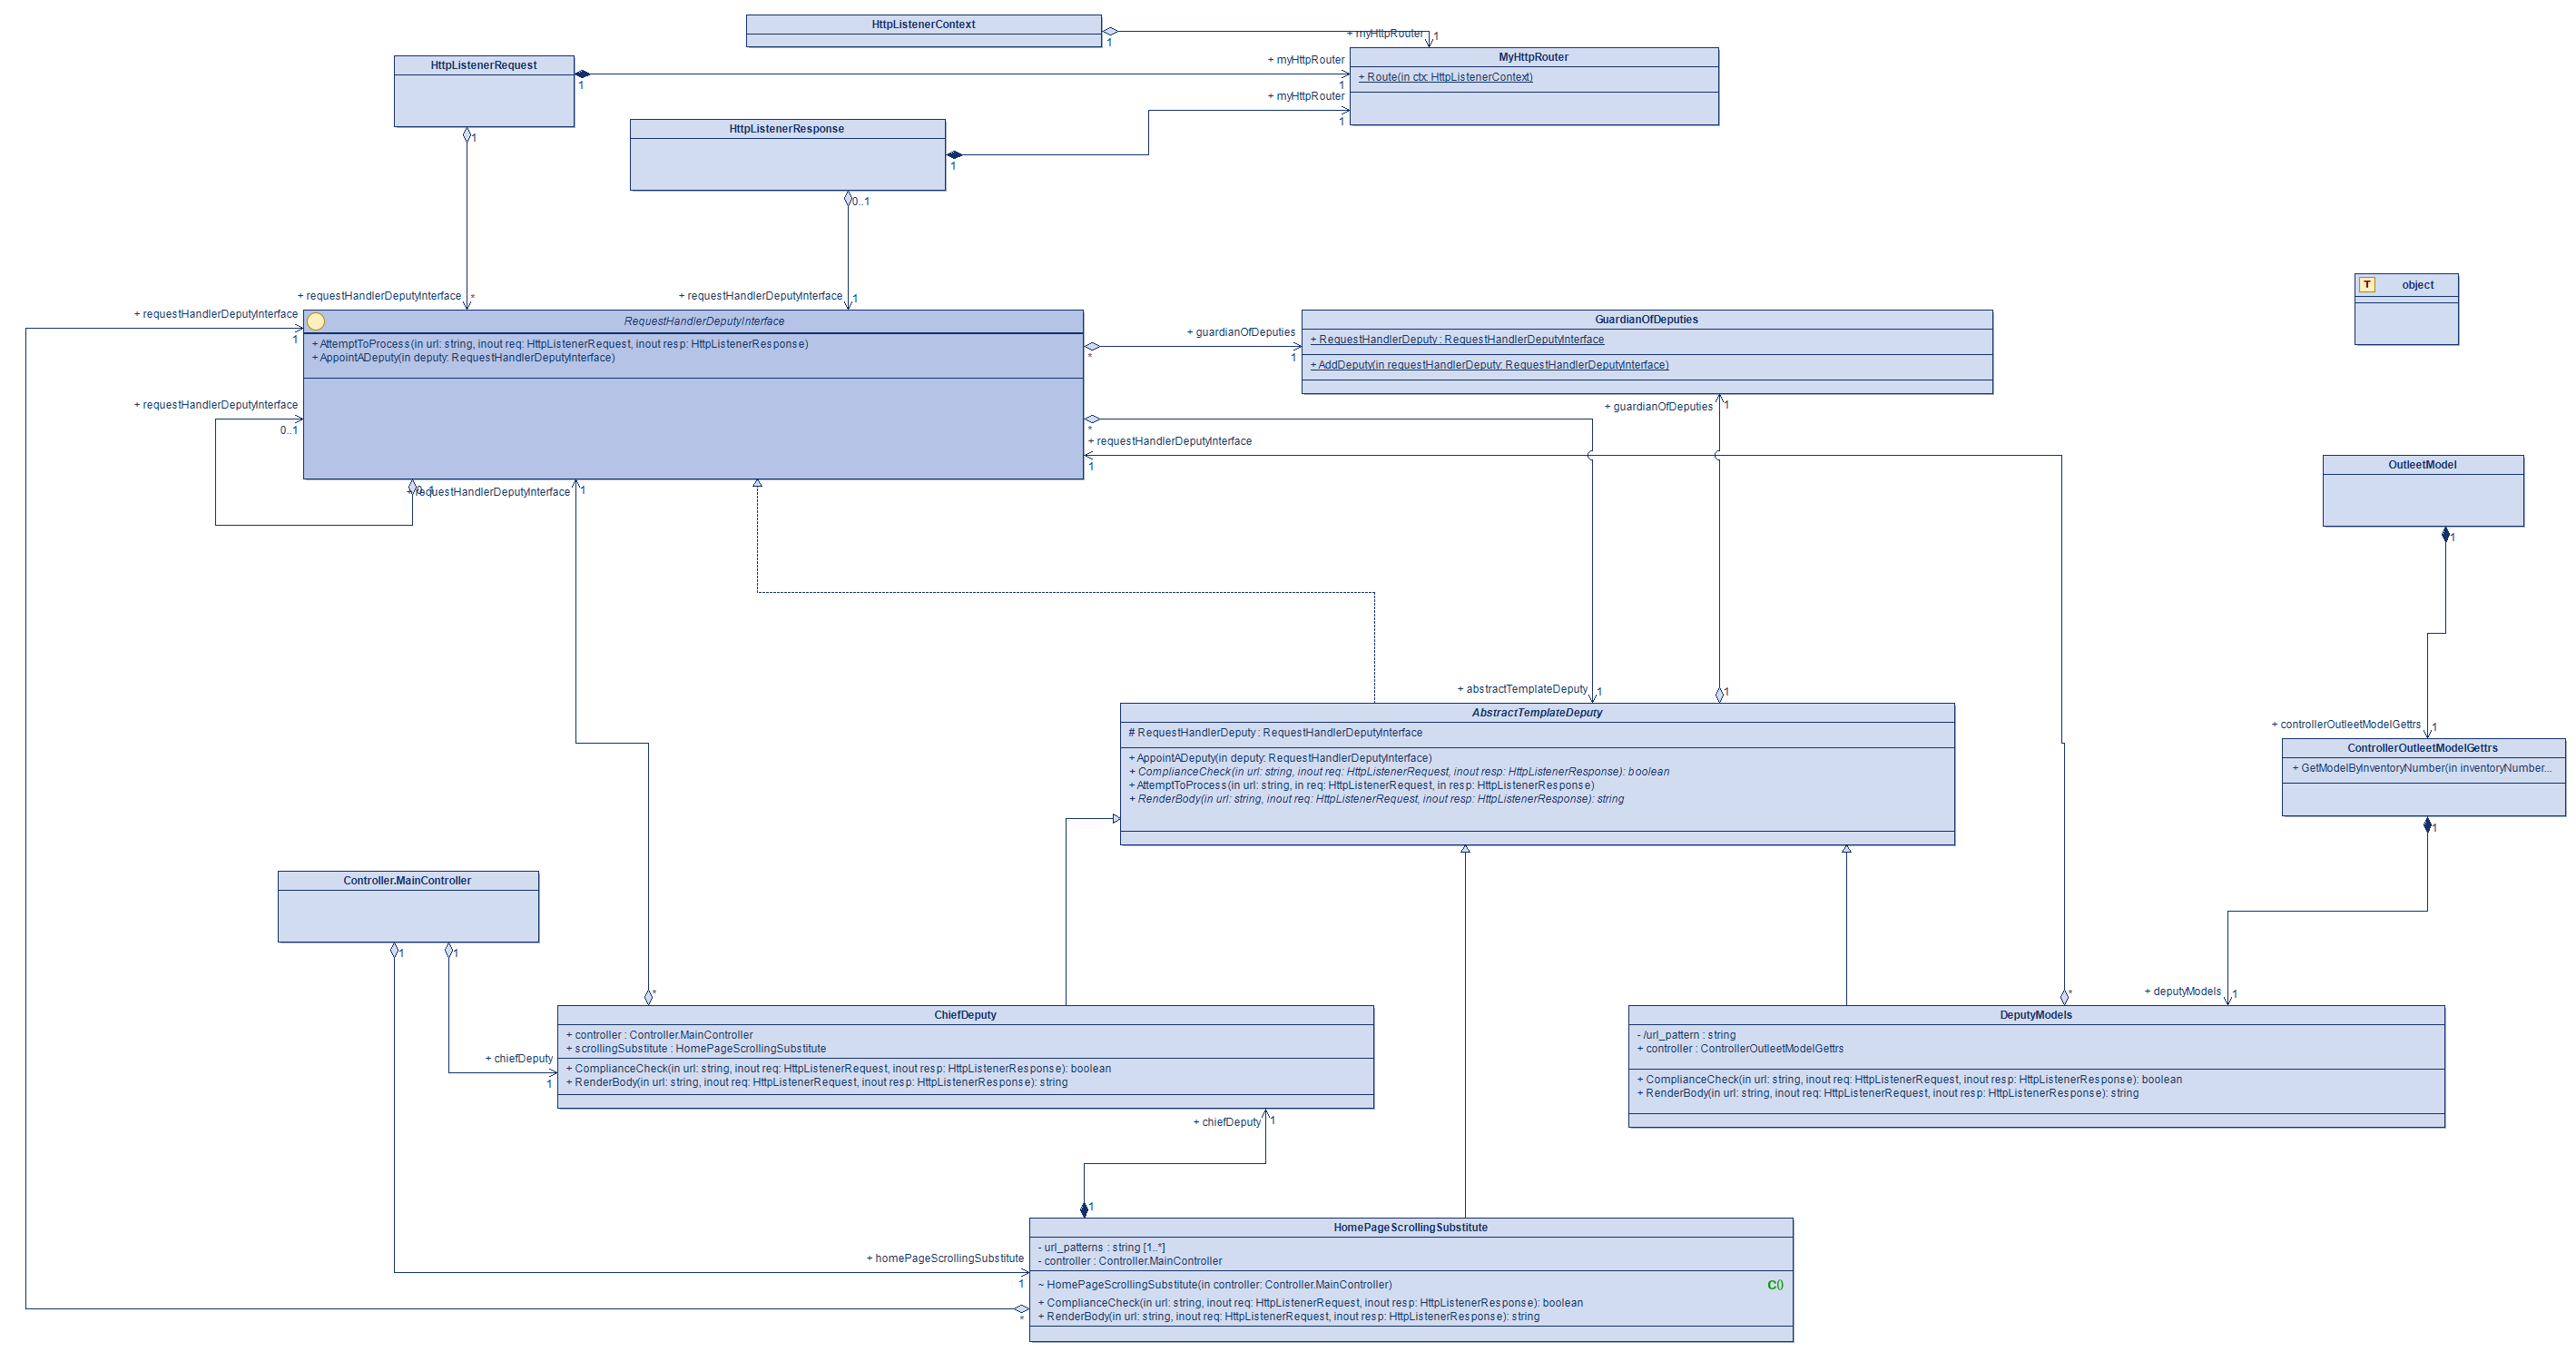 HttpListenerContext
1
+ myHttpRouter
1
HttpListenerRequest
1
1
+ myHttpRouter
1
MyHttpRouter
+ Route(in ctx: HttpListenerContext)
+ myHttpRouter
1
HttpListenerResponse
1
0..1
+ requestHandlerDeputyInterface
*
+ requestHandlerDeputyInterface
1
+ requestHandlerDeputyInterface
1
RequestHandlerDeputyInterface
+ AttemptToProcess(in url: string, inout req: HttpListenerRequest, inout resp: HttpListenerResponse)
+ AppointADeputy(in deputy: RequestHandlerDeputyInterface)
+ guardianOfDeputies
*
1
GuardianOfDeputies
+ RequestHandlerDeputy : RequestHandlerDeputyInterface
+ AddDeputy(in requestHandlerDeputy: RequestHandlerDeputyInterface)
T
object
+ requestHandlerDeputyInterface
0..1
+ guardianOfDeputies
1
*
+ requestHandlerDeputyInterface
1
+ requestHandlerDeputyInterface
1
OutleetModel
1
+ abstractTemplateDeputy
1
1
AbstractTemplateDeputy
# RequestHandlerDeputy : RequestHandlerDeputyInterface
+ AppointADeputy(in deputy: RequestHandlerDeputyInterface)
+ ComplianceCheck(in url: string, inout req: HttpListenerRequest, inout resp: HttpListenerResponse): boolean
+ AttemptToProcess(in url: string, in req: HttpListenerRequest, in resp: HttpListenerResponse)
+ RenderBody(in url: string, inout req: HttpListenerRequest, inout resp: HttpListenerResponse): string
+ controllerOutleetModelGettrs
1
ControllerOutleetModelGettrs
+ GetModelByInventoryNumber(in inventoryNumber...
1
Controller.MainController
1
1
*
*
+ deputyModels
1
+ chiefDeputy
1
ChiefDeputy
+ controller : Controller.MainController
+ scrollingSubstitute : HomePageScrollingSubstitute
+ ComplianceCheck(in url: string, inout req: HttpListenerRequest, inout resp: HttpListenerResponse): boolean
+ RenderBody(in url: string, inout req: HttpListenerRequest, inout resp: HttpListenerResponse): string
DeputyModels
- /url_pattern : string
+ controller : ControllerOutleetModelGettrs
+ ComplianceCheck(in url: string, inout req: HttpListenerRequest, inout resp: HttpListenerResponse): boolean
+ RenderBody(in url: string, inout req: HttpListenerRequest, inout resp: HttpListenerResponse): string
+ chiefDeputy
1
1
+ homePageScrollingSubstitute
1
*
HomePageScrollingSubstitute
- url_patterns : string [1..*]
- controller : Controller.MainController
~ HomePageScrollingSubstitute(in controller: Controller.MainController)
C()
+ ComplianceCheck(in url: string, inout req: HttpListenerRequest, inout resp: HttpListenerResponse): boolean
+ RenderBody(in url: string, inout req: HttpListenerRequest, inout resp: HttpListenerResponse): string